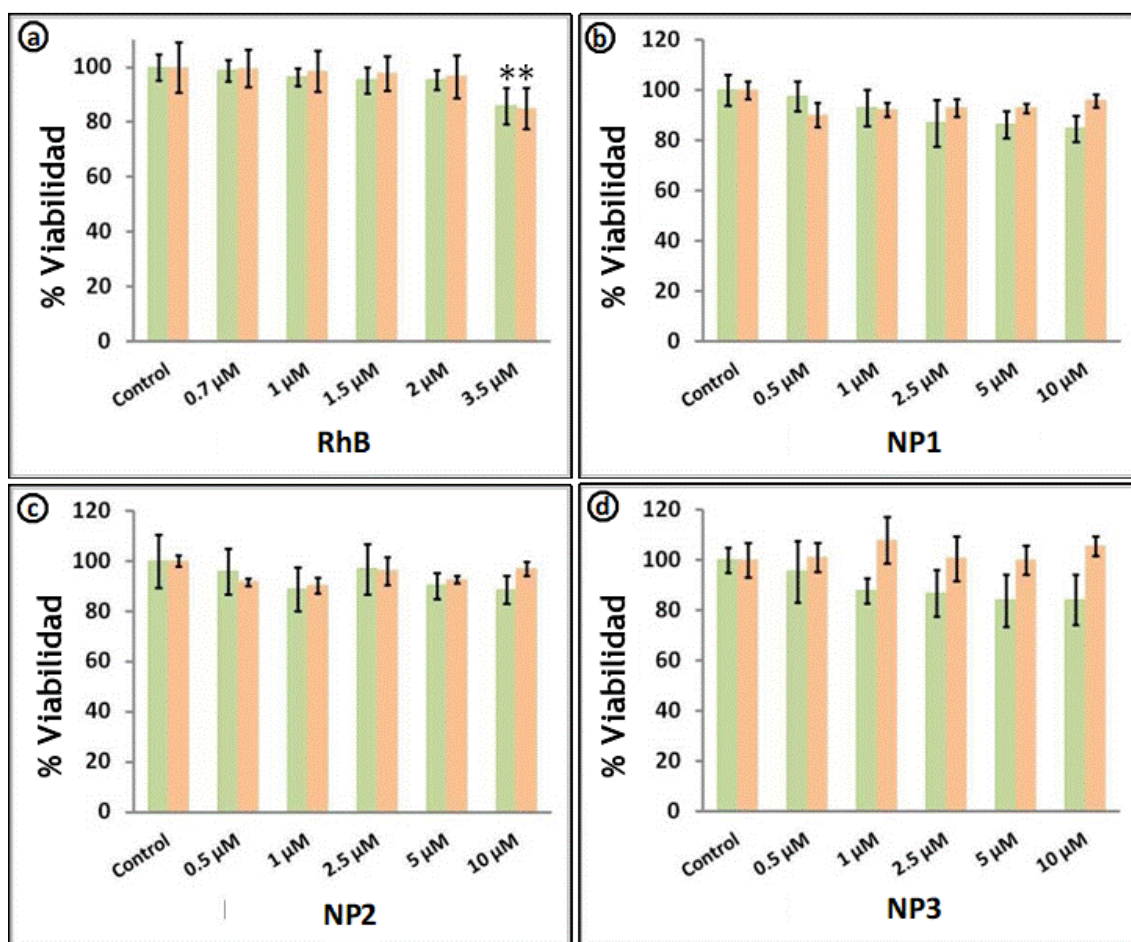 a
**
100
80
60
40
20
0
% Viabilidad
Control
0.7 µM
1 µM
1.5 µM
2 µM
3.5 µM
RhB
b
120
100
80
60
40
20
0
% Viabilidad
Control
0.5 µM
1 µM
2.5 µM
5 µM
10 µM
NP1
c
120
100
80
60
40
20
0
% Viabilidad
Control
0.5 µM
1 µM
2.5 µM
5 µM
10 µM
NP2
d
120
100
80
60
40
20
0
% Viabilidad
Control
0.5 µM
1 µM
2.5 µM
5 µM
10 µM
NP3